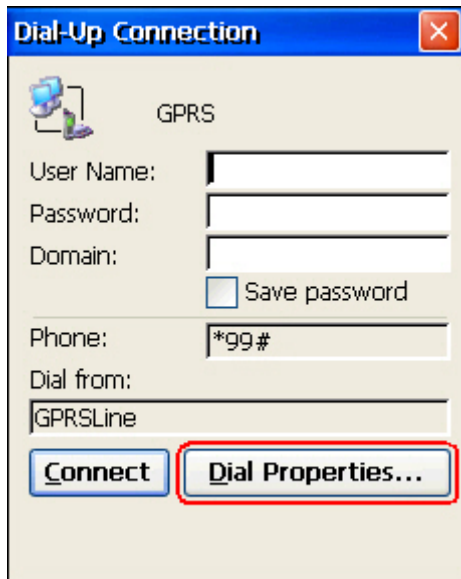 Dial-Up Connection
GPRS
User Name:
Password:
Domain:
Save password
Phone: *99#
Dial from:
GPRSLine
Connect Dial Properties...